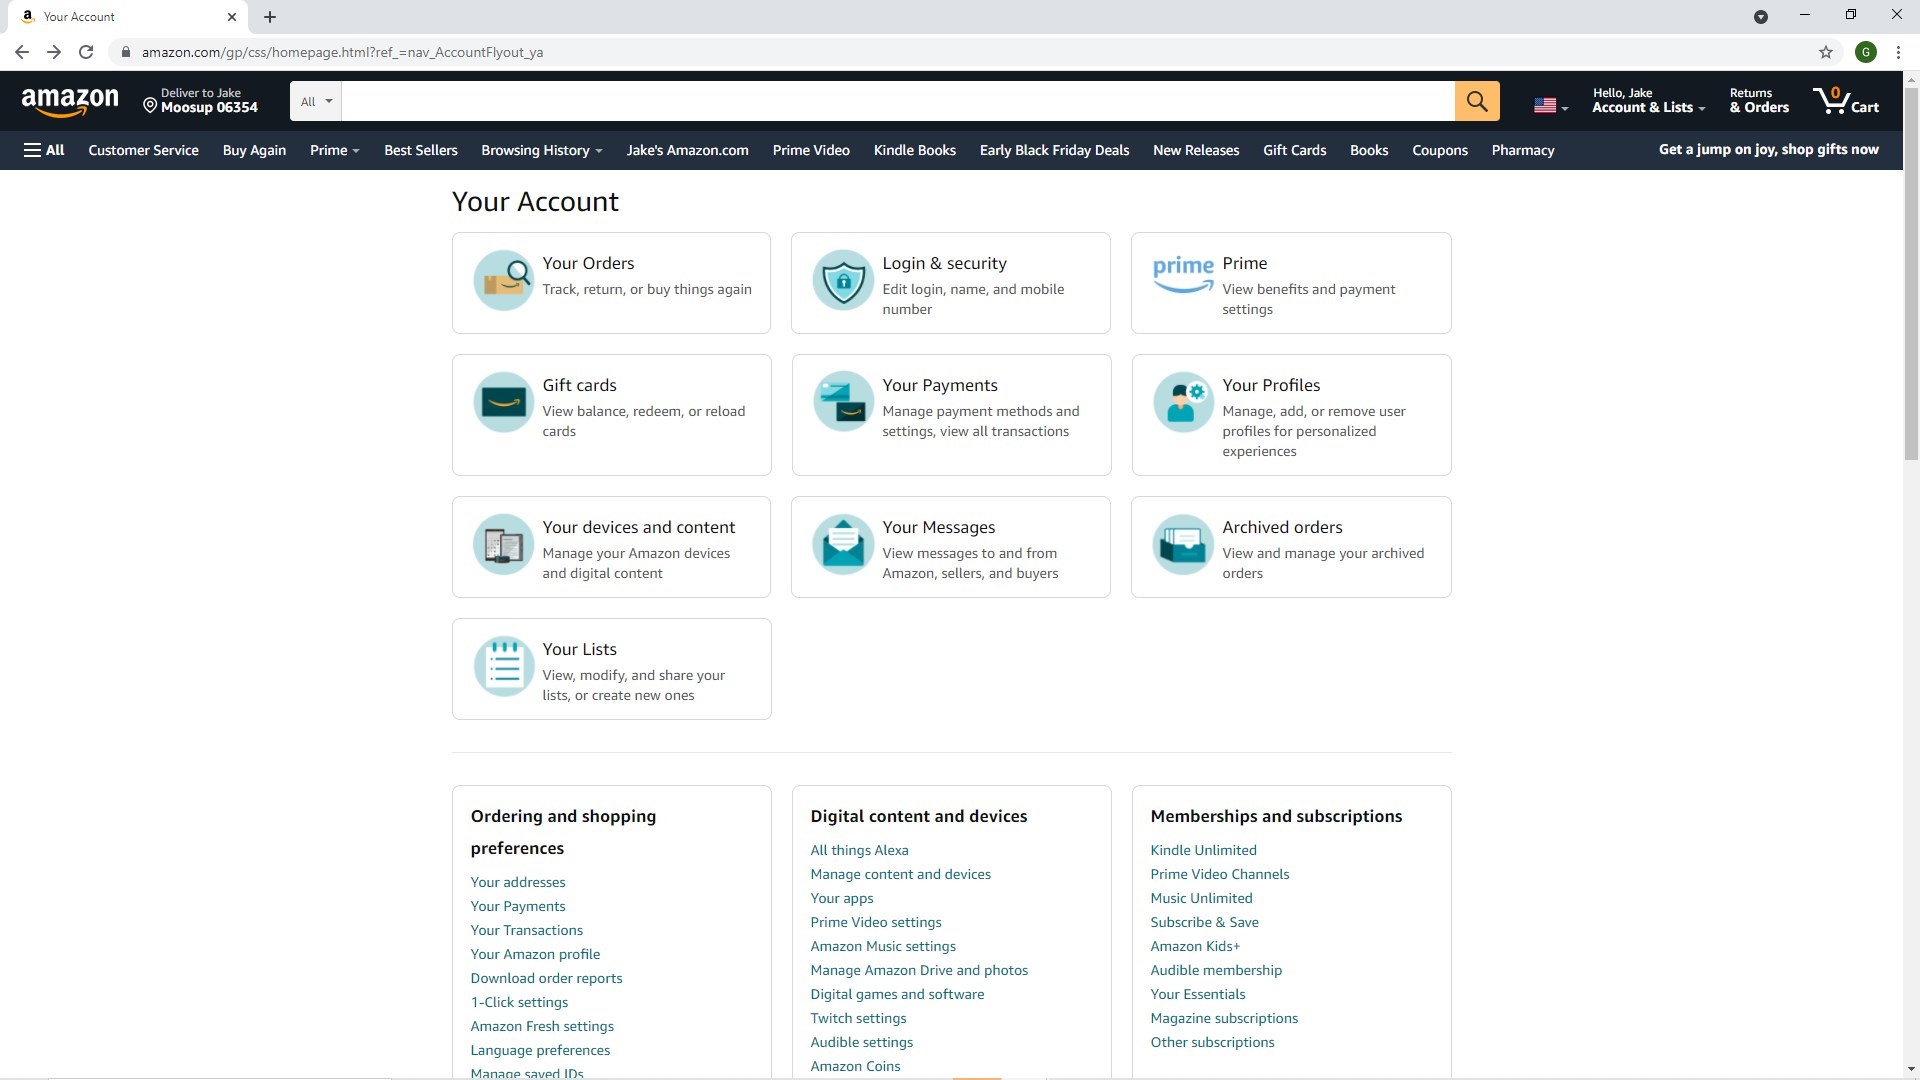 Your Account
amazon.com/gp/css/homepage.html?ref_=nav_AccountFlyout_ya
G
amazon
Deliver to Jake
Moosup 06354
All
Hello, Jake
Account & Lists
Returns
& Orders
0
Cart
All
Customer Service
Buy Again
Prime
Best Sellers
Browsing History
Jake's Amazon.com
Prime Video
Kindle Books
Early Black Friday Deals
New Releases
Gift Cards
Books
Coupons
Pharmacy
Get a jump on joy, shop gifts now
Your Account
Your Orders
Track, return, or buy things again
Login & security
Edit login, name, and mobile
number
prime
Prime
View benefits and payment
settings
Gift cards
View balance, redeem, or reload
cards
Your Payments
Manage payment methods and
settings, view all transactions
Your Profiles
Manage, add, or remove user
profiles for personalized
experiences
Your devices and content
Manage your Amazon devices
and digital content
Your Messages
View messages to and from
Amazon, sellers, and buyers
Archived orders
View and manage your archived
orders
Your Lists
View, modify, and share your
lists, or create new ones
Ordering and shopping
preferences
Your addresses
Your Payments
Your Transactions
Your Amazon profile
Download order reports
1-Click settings
Amazon Fresh settings
Language preferences
Manage saved IDs
Digital content and devices
All things Alexa
Manage content and devices
Your apps
Prime Video settings
Amazon Music settings
Manage Amazon Drive and photos
Digital games and software
Twitch settings
Audible settings
Amazon Coins
Memberships and subscriptions
Kindle Unlimited
Prime Video Channels
Music Unlimited
Subscribe & Save
Amazon Kids+
Audible membership
Your Essentials
Magazine subscriptions
Other subscriptions